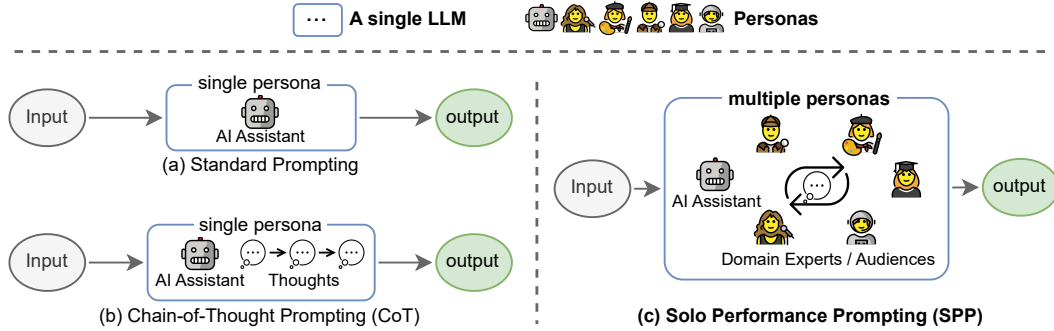 ... A single LLM
Personas
single persona
Input
AI Assistant
output
(a) Standard Prompting
single persona
Input
... ... ...
AI Assistant
Thoughts
output
(b) Chain-of-Thought Prompting (CoT)
multiple personas
Input
...
AI Assistant
output
Domain Experts / Audiences
(c) Solo Performance Prompting (SPP)